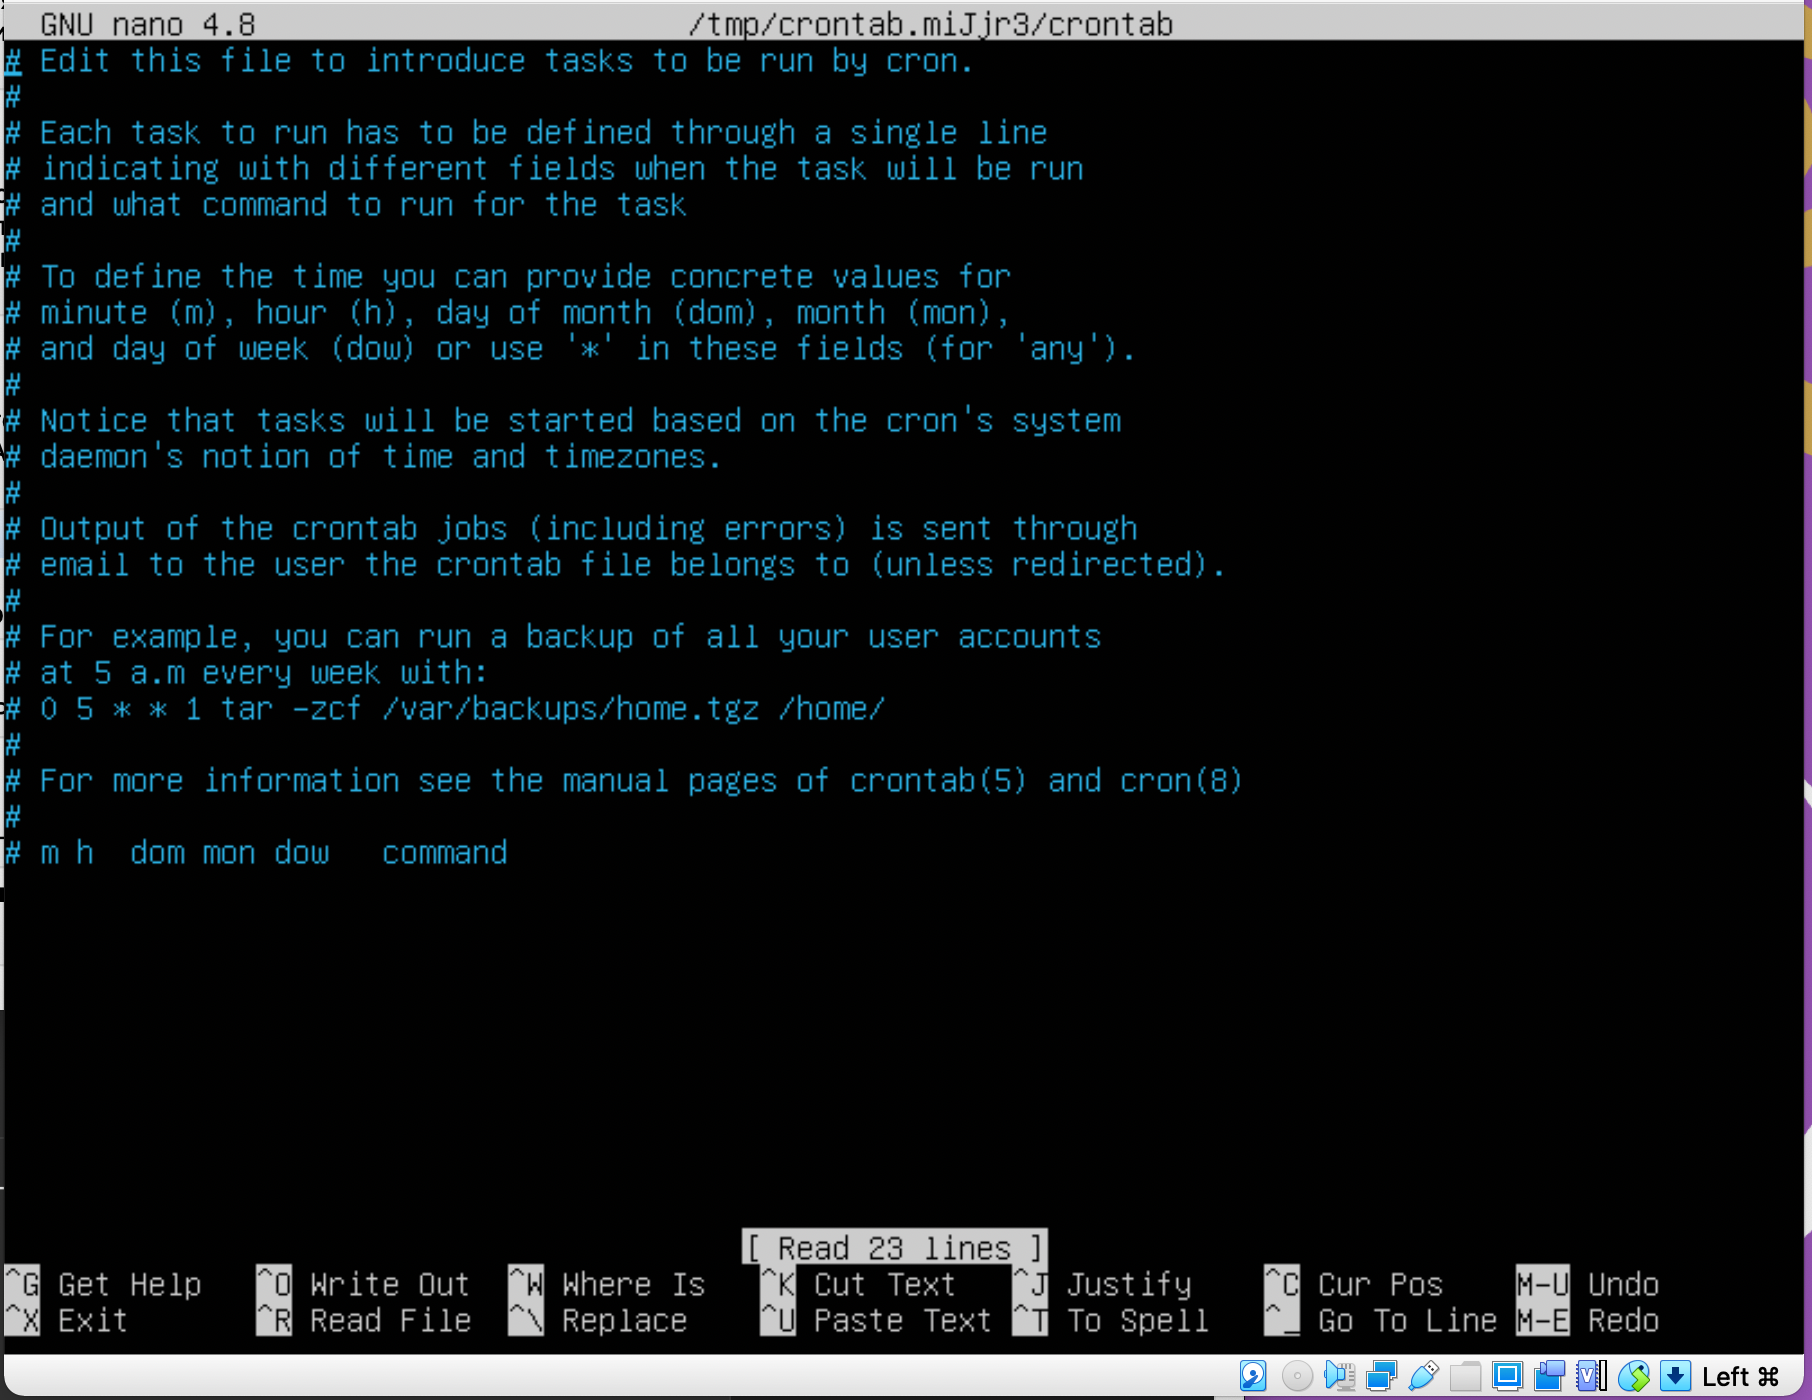 GNU nano 4.8 /tmp/crontab.miJjr3/crontab
# Edit this file to introduce tasks to be run by cron.
#
# Each task to run has to be defined through a single line
# indicating with different fields when the task will be run
# and what command to run for the task
#
# To define the time you can provide concrete values for
# minute (m), hour (h), day of month (dom), month (mon),
# and day of week (dow) or use '*' in these fields (for 'any').
#
# Notice that tasks will be started based on the cron's system
# daemon's notion of time and timezones.
#
# Output of the crontab jobs (including errors) is sent through
# email to the user the crontab file belongs to (unless redirected).
#
# For example, you can run a backup of all your user accounts
# at 5 a.m every week with:
# 0 5 * * 1 tar -zcf /var/backups/home.tgz /home/
#
# For more information see the manual pages of crontab(5) and cron(8)
#
# m h  dom mon dow   command
[ Read 23 lines ]
^G Get Help ^O Write Out ^W Where Is ^K Cut Text ^J Justify ^C Cur Pos M-U Undo
^X Exit ^R Read File ^\ Replace ^U Paste Text ^T To Spell ^_ Go To Line M-E Redo
Left ⌘